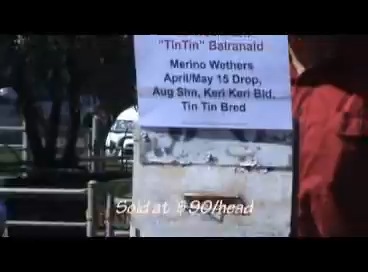 "TinTin" Balranald
Merino Wethers
April/May 15 Drop,
Aug Shn, Keri Keri Bld,
Tin Tin Bred
Sold at $90/head